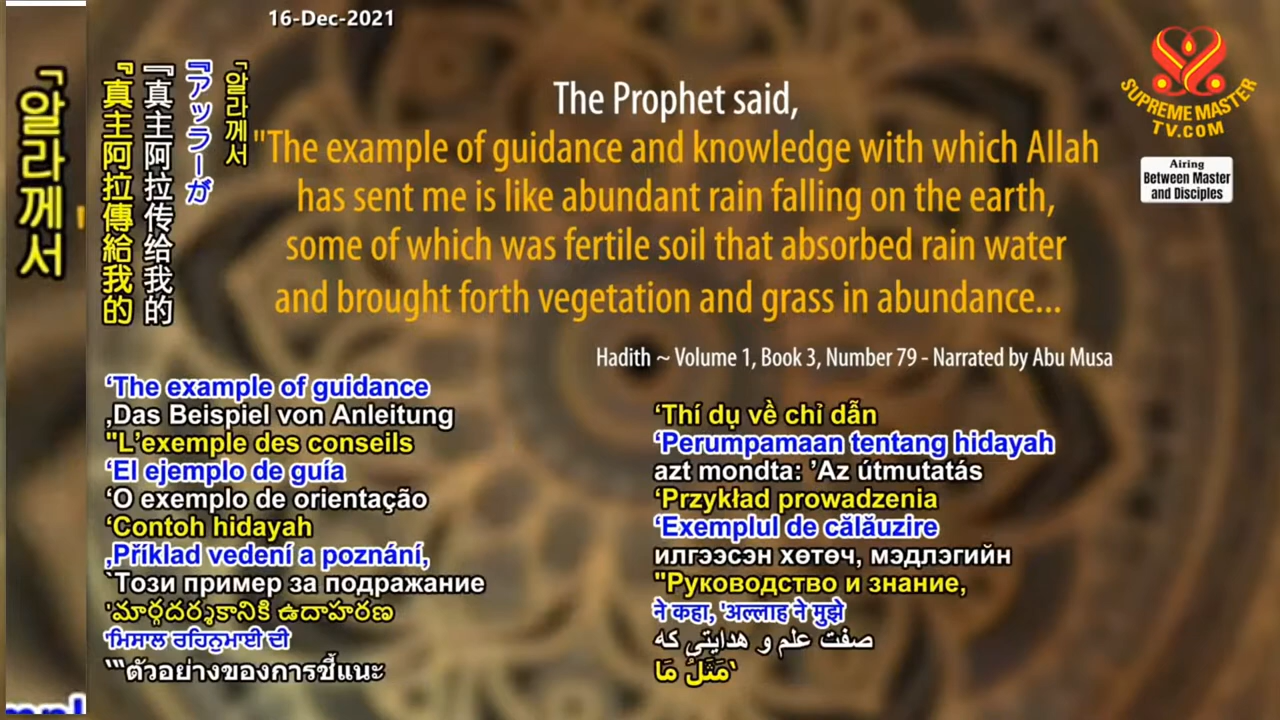 16-Dec-2021
「알라께서
『真主阿拉傳給我的
『真主阿拉传给我的
『アッラーが
「알라께서
The Prophet said,
"The example of guidance and knowledge with which Allah
has sent me is like abundant rain falling on the earth,
some of which was fertile soil that absorbed rain water
and brought forth vegetation and grass in abundance...
Hadith ~ Volume 1, Book 3, Number 79 - Narrated by Abu Musa
SUPREME MASTER
TV.COM
Airing
Between Master
and Disciples
‘The example of guidance
‚Das Beispiel von Anleitung
"L’exemple des conseils
‘El ejemplo de guía
‘O exemplo de orientação
‘Contoh hidayah
‚Příklad vedení a poznání,
`Този пример за подражание
'మార్గదర్శకానికి ఉదాహరణ
'ਮਿਸਾਲ ਰਹਿਨੁਮਾਈ ਦੀ
‘“ตัวอย่างของการชี้แนะ
‘Thí dụ về chỉ dẫn
‘Perumpamaan tentang hidayah
azt mondta: ’Az útmutatás
‘Przykład prowadzenia
‘Exemplul de călăuzire
илгээсэн хөтөч, мэдлэгийн
"Руководство и знание,
ने कहा, 'अल्लाह ने मुझे
صفت علم و هدایتی که
‘مَثَلُ مَا